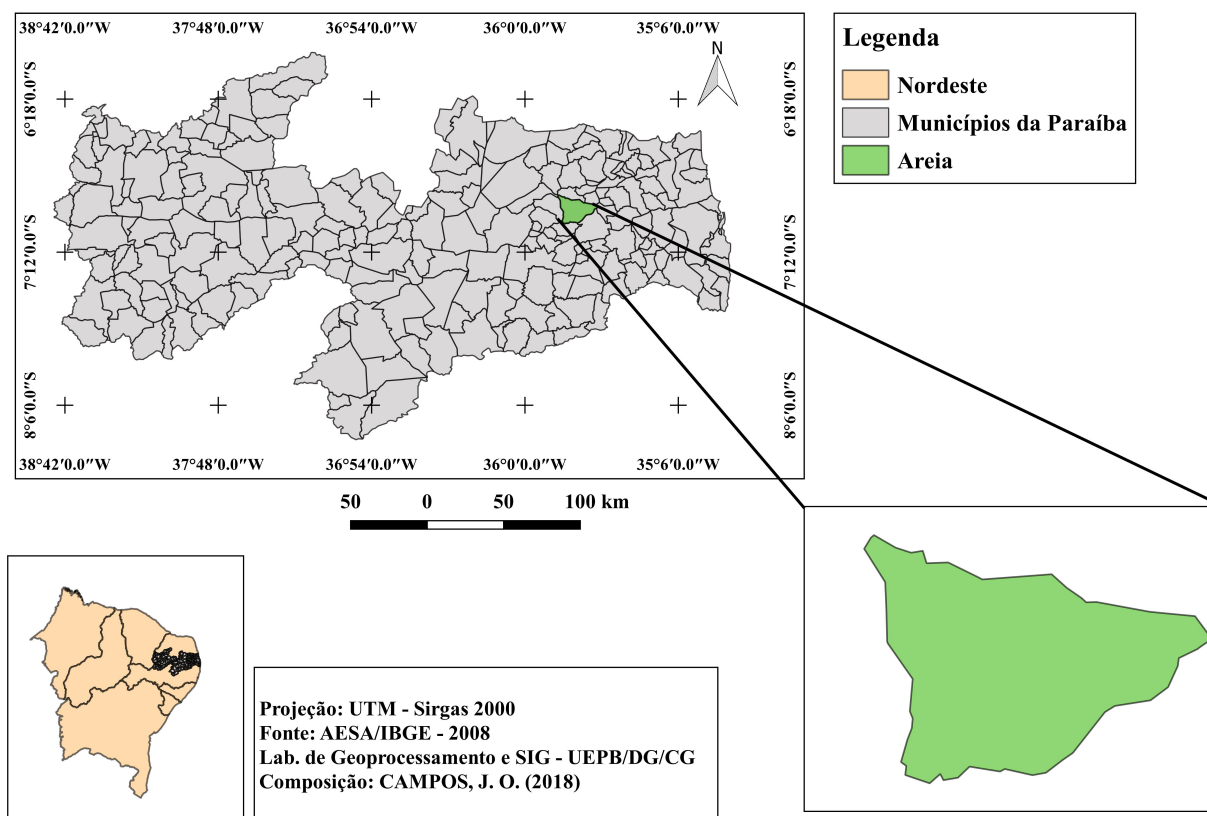 38°42'0.0"W 37°48'0.0"W 36°54'0.0"W 36°0'0.0"W 35°6'0.0"W
N
6°18'0.0"S
7°12'0.0"S
8°6'0.0"S
6°18'0.0"S
7°12'0.0"S
8°6'0.0"S
38°42'0.0"W 37°48'0.0"W 36°54'0.0"W 36°0'0.0"W 35°6'0.0"W
50 0 50 100 km
Legenda
Nordeste
Municípios da Paraíba
Areia
Projeção: UTM - Sirgas 2000
Fonte: AESA/IBGE - 2008
Lab. de Geoprocessamento e SIG - UEPB/DG/CG
Composição: CAMPOS, J. O. (2018)